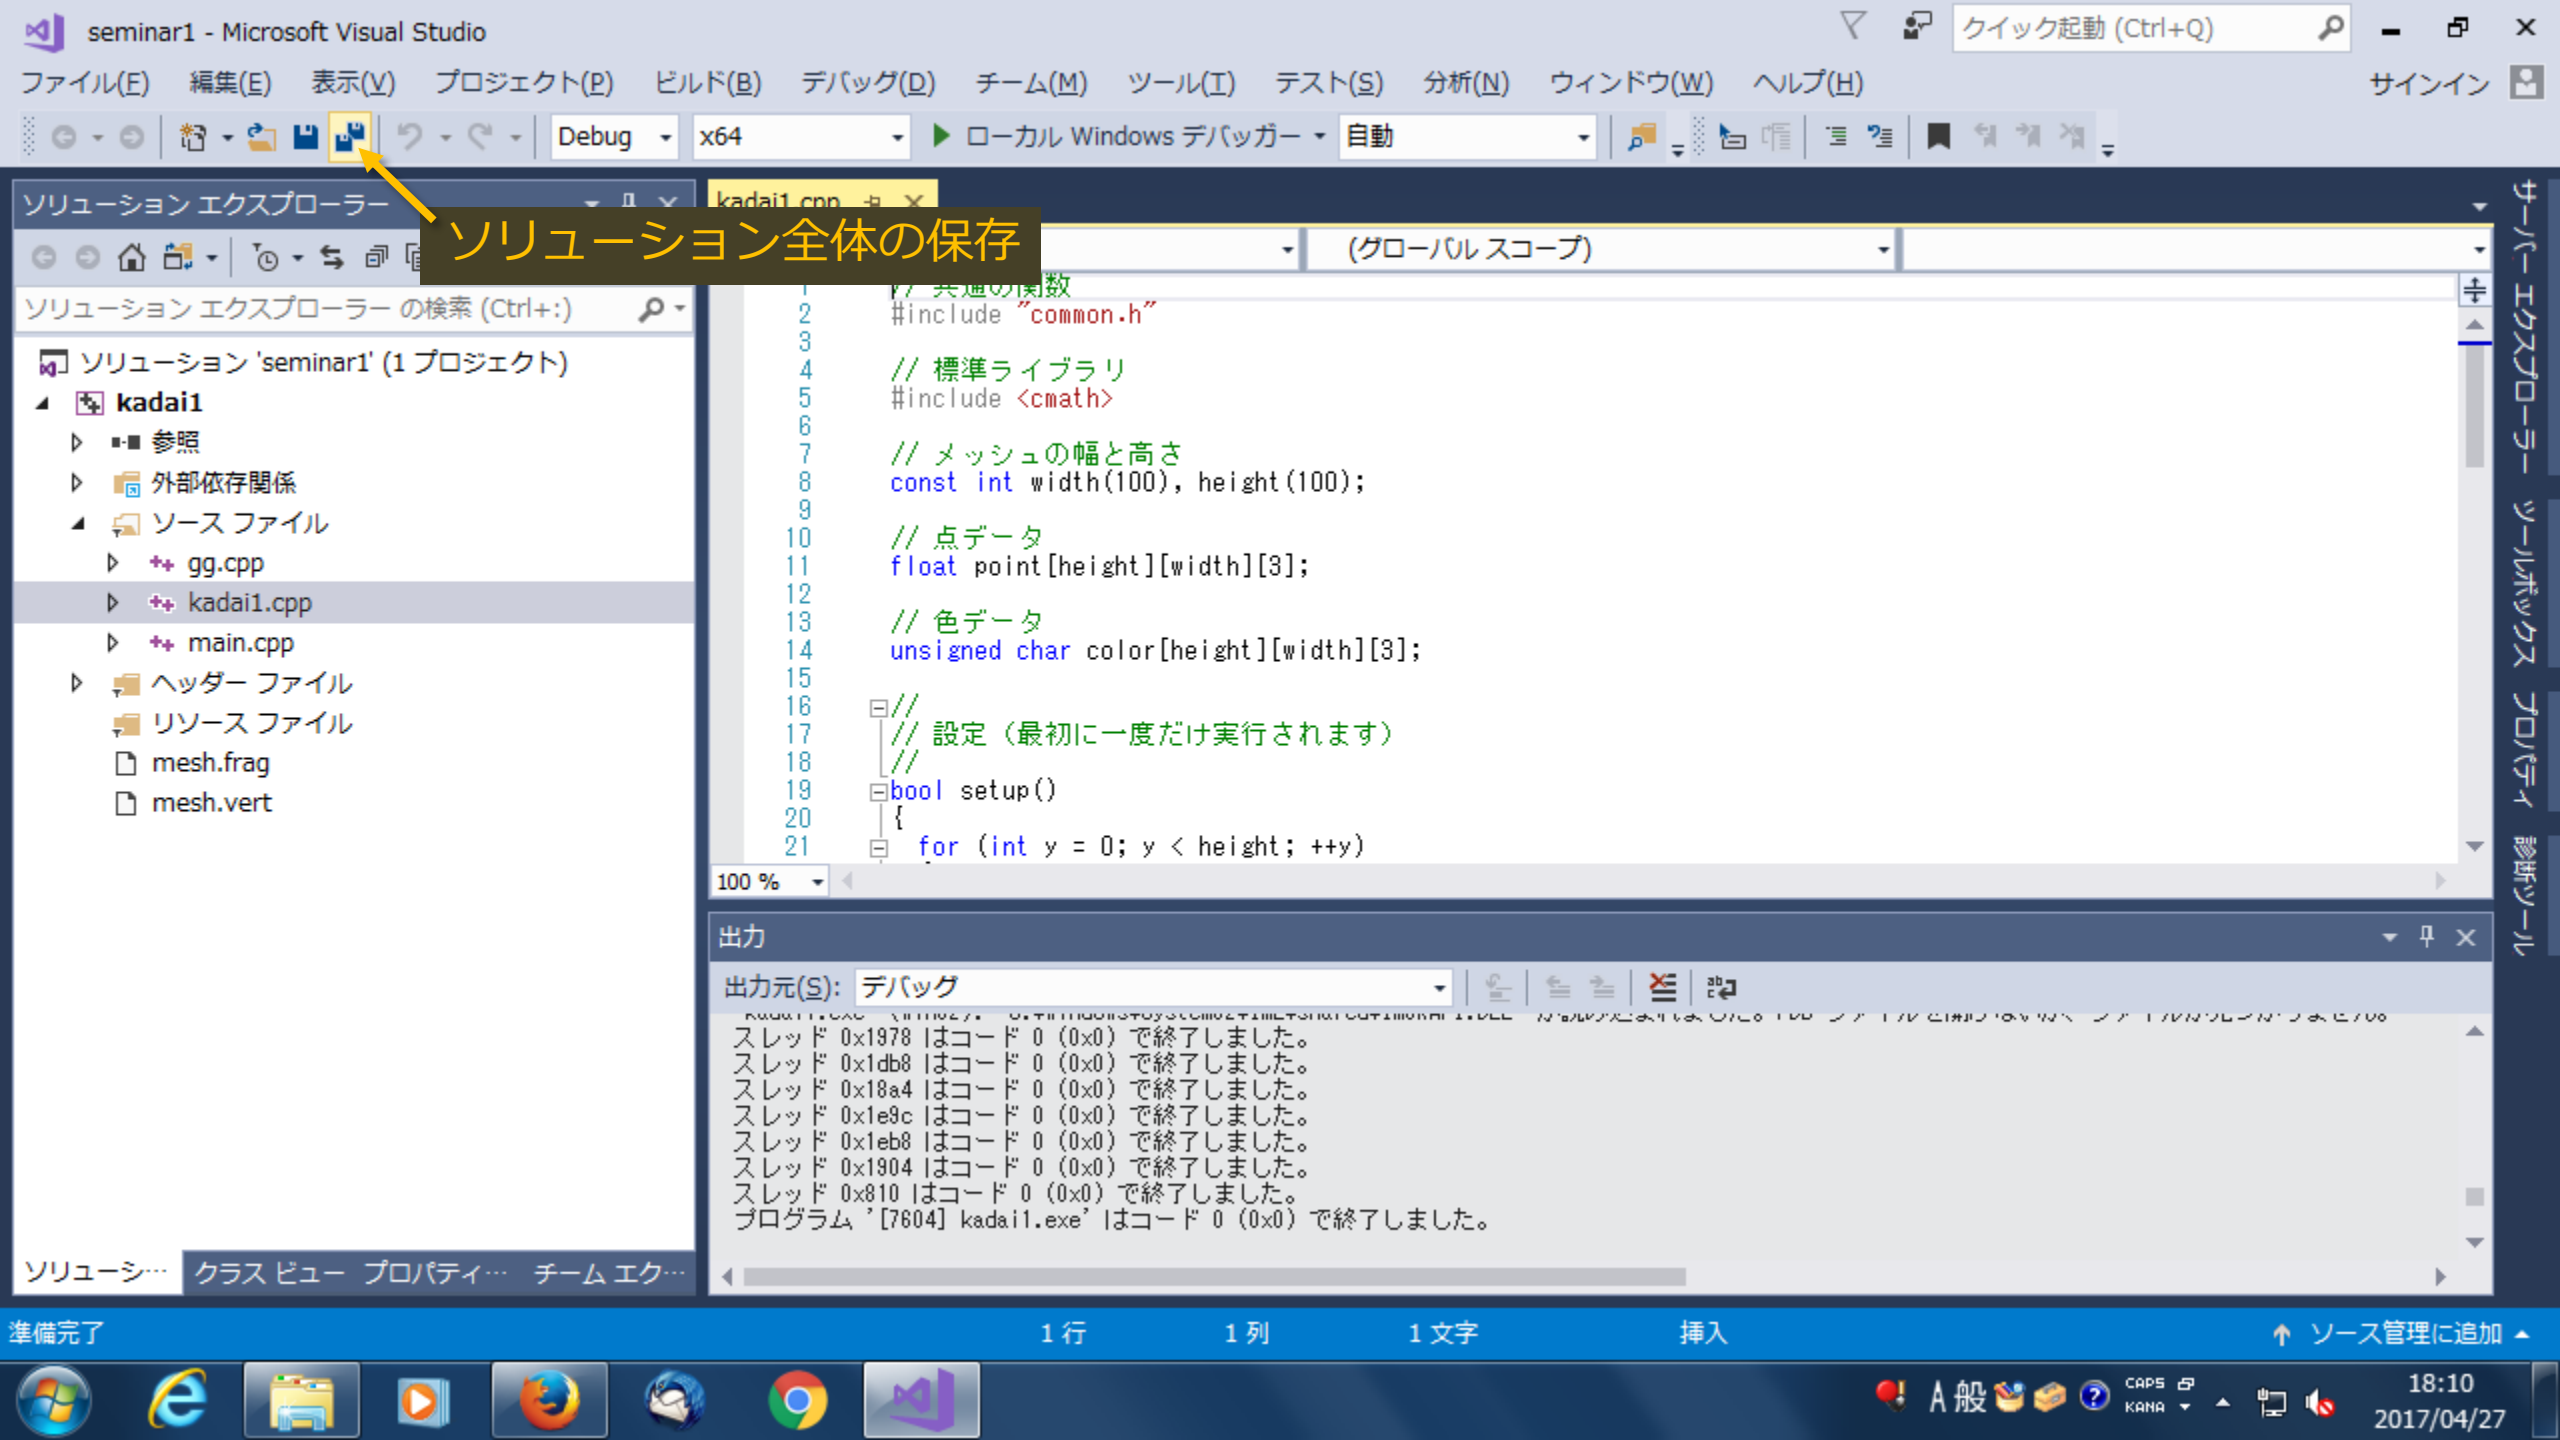 seminar1 - Microsoft Visual Studio
クイック起動 (Ctrl+Q)
ファイル(F) 編集(E) 表示(V) プロジェクト(P) ビルド(B) デバッグ(D) チーム(M) ツール(T) テスト(S) 分析(N) ウィンドウ(W) ヘルプ(H) サインイン
Debug x64 ローカル Windows デバッガー 自動
ソリューション エクスプローラー
ソリューション全体の保存
ソリューション エクスプローラー の検索 (Ctrl+:)
ソリューション 'seminar1' (1 プロジェクト)
kadai1
参照
外部依存関係
ソース ファイル
gg.cpp
kadai1.cpp
main.cpp
ヘッダー ファイル
リソース ファイル
mesh.frag
mesh.vert
ソリューシ… クラス ビュー プロパティ… チーム エク…
kadai1.cpp
(グローバル スコープ)
1 // 共通の関数
2 #include "common.h"
3
4 // 標準ライブラリ
5 #include <cmath>
6
7 // メッシュの幅と高さ
8 const int width(100), height(100);
9
10 // 点データ
11 float point[height][width][3];
12
13 // 色データ
14 unsigned char color[height][width][3];
15
16 //
17 // 設定（最初に一度だけ実行されます）
18 //
19 bool setup()
20 {
21 for (int y = 0; y < height; ++y)
100 %
出力
出力元(S): デバッグ
スレッド 0x1978 はコード 0 (0x0) で終了しました。
スレッド 0x1db8 はコード 0 (0x0) で終了しました。
スレッド 0x18a4 はコード 0 (0x0) で終了しました。
スレッド 0x1e9c はコード 0 (0x0) で終了しました。
スレッド 0x1eb8 はコード 0 (0x0) で終了しました。
スレッド 0x1904 はコード 0 (0x0) で終了しました。
スレッド 0x810 はコード 0 (0x0) で終了しました。
プログラム '[7604] kadai1.exe' はコード 0 (0x0) で終了しました。
サーバー エクスプローラー
ツールボックス
プロパティ
診断ツール
準備完了 1 行 1 列 1 文字 挿入 ソース管理に追加
A 般 CAPS KANA
18:10
2017/04/27